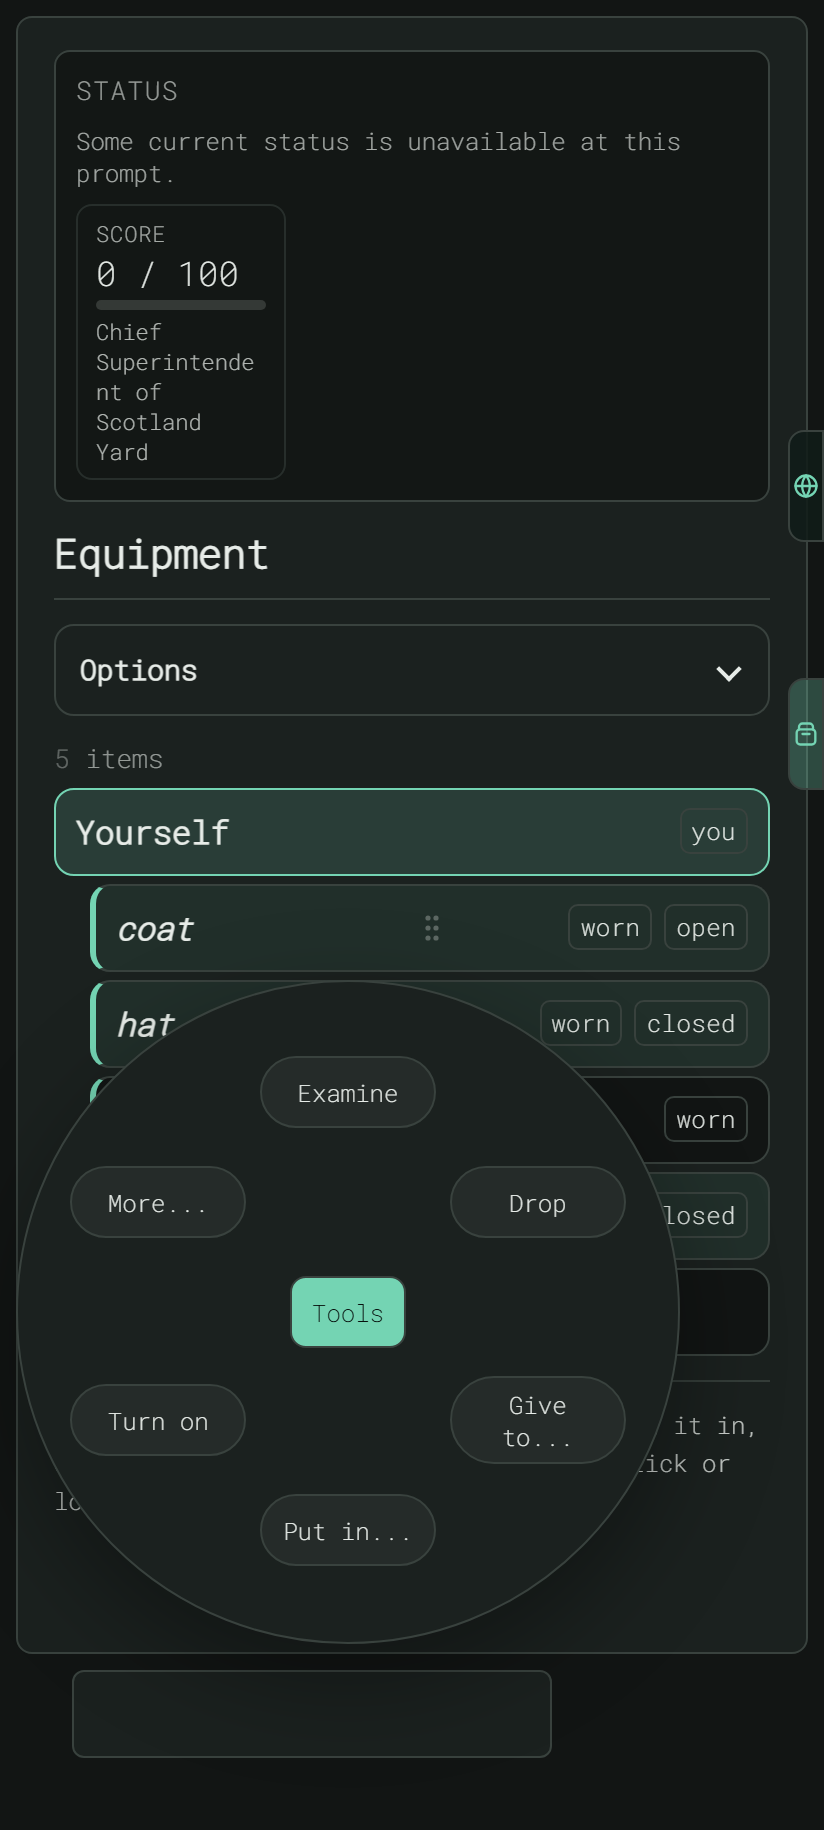 STATUS
Some current status is unavailable at this
prompt.
SCORE
0 / 100
Chief
Superintende
nt of
Scotland
Yard
Equipment
Options
5 items
Yourself you
coat worn open
hat worn closed
worn
Examine
More... Drop
losed
Tools
Turn on
Give
to...
it in,
ick or
lo
Put in...